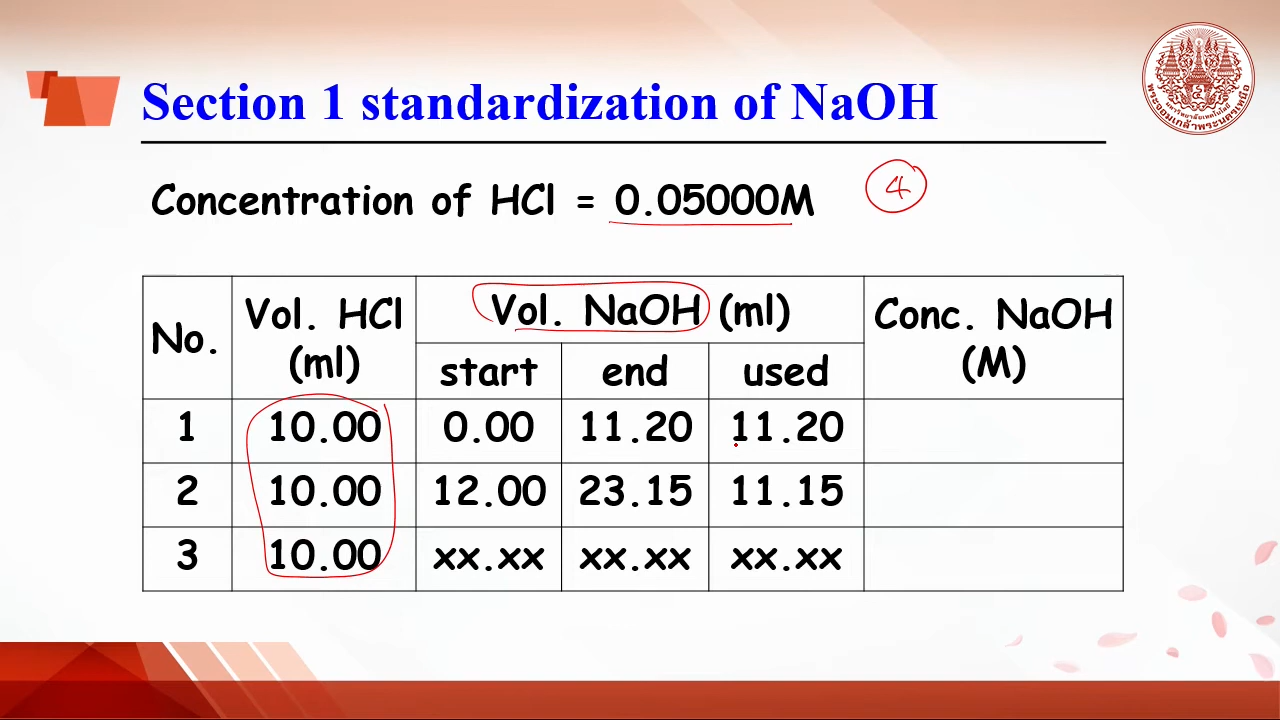 Section 1 standardization of NaOH
Concentration of HCl = 0.05000M
4
No.
Vol. HCl
(ml)
Vol. NaOH (ml)
Conc. NaOH
(M)
start end used
1 10.00 0.00 11.20 11.20
2 10.00 12.00 23.15 11.15
3 10.00 xx.xx xx.xx xx.xx